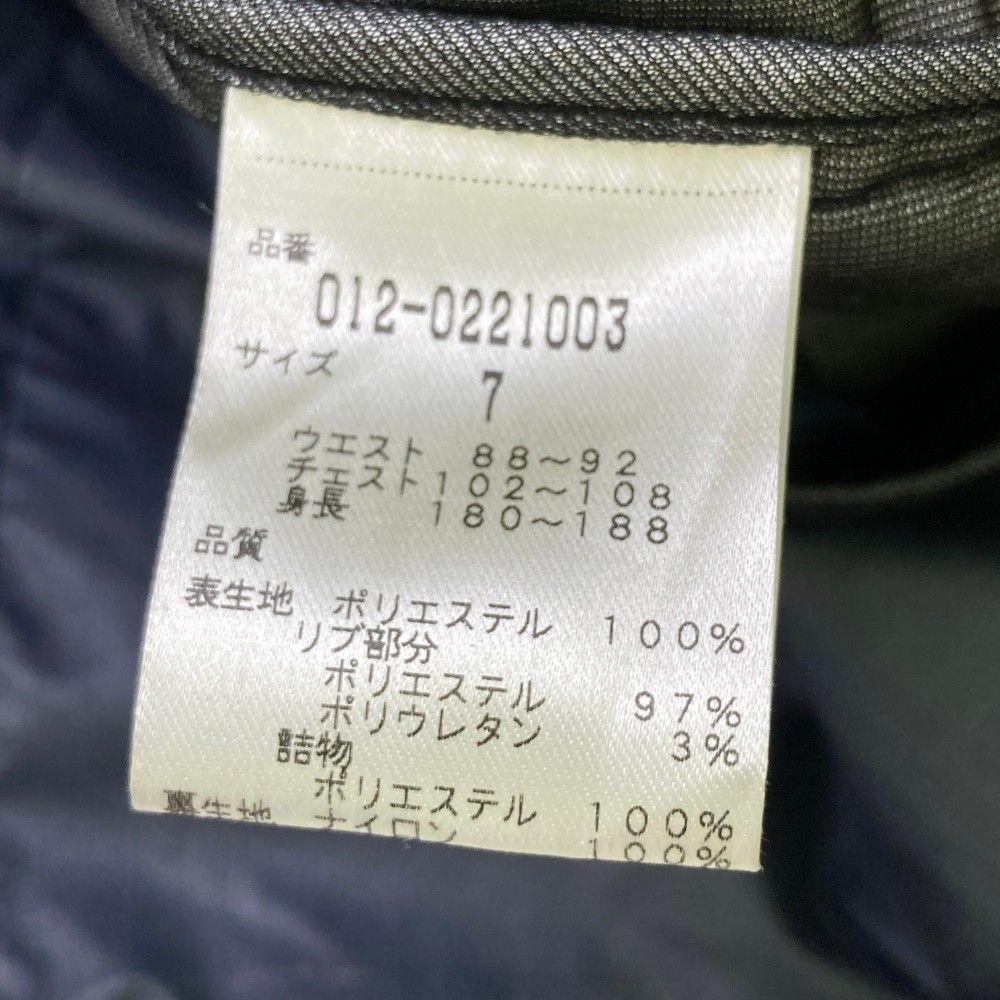 品番
012-0221003
サイズ
7
ウエスト 88～92
チェスト 102～108
身長 180～188
品質
表生地 ポリエステル 100%
リブ部分
ポリエステル 97%
ポリウレタン 3%
詰物
ポリエステル 100%
裏生地 ナイロン 100%